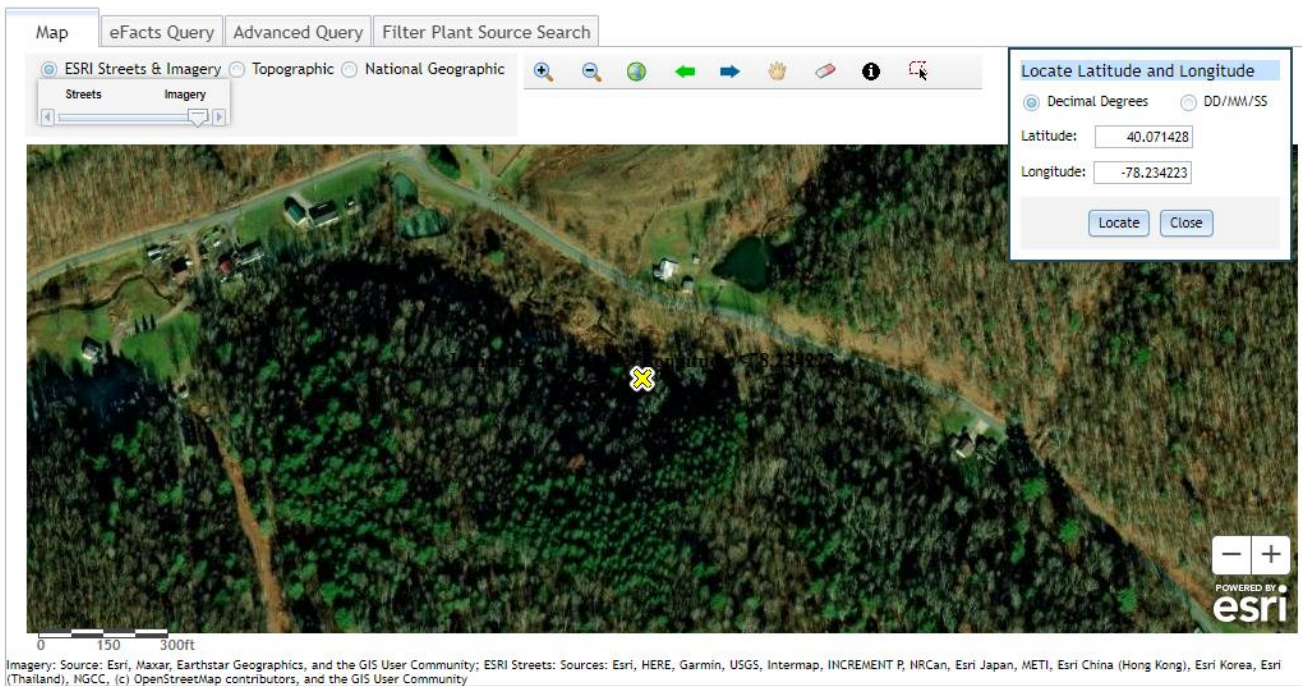 Map eFacts Query Advanced Query Filter Plant Source Search
ESRI Streets & Imagery Topographic National Geographic
Streets Imagery
Locate Latitude and Longitude
Decimal Degrees DD/MM/SS
Latitude: 40.071428
Longitude: -78.234223
Locate Close
POWERED BY
esri
0 150 300ft
Imagery: Source: Esri, Maxar, Earthstar Geographics, and the GIS User Community; ESRI Streets: Sources: Esri, HERE, Garmin, USGS, Intermap, INCREMENT P, NRCan, Esri Japan, METI, Esri China (Hong Kong), Esri Korea, Esri
(Thailand), NGCC, (c) OpenStreetMap contributors, and the GIS User Community